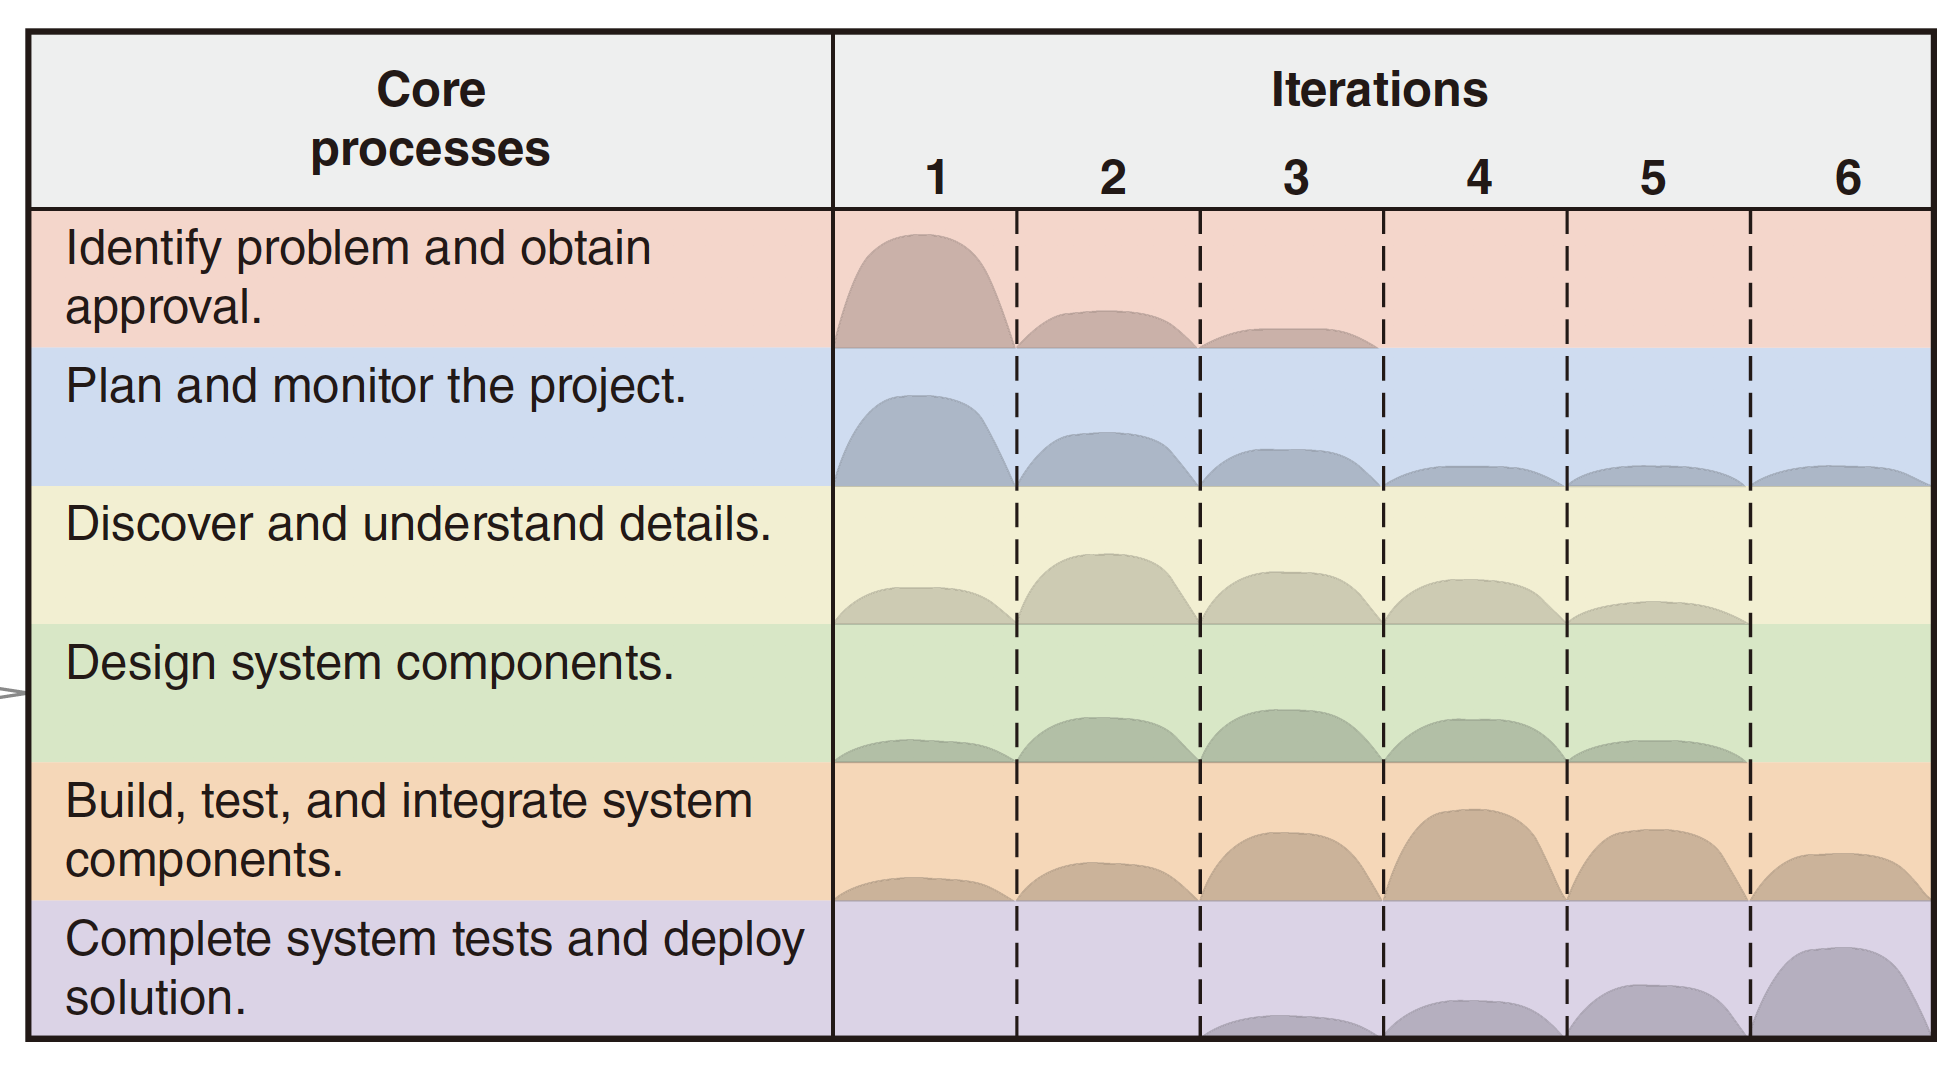 Core
processes
Iterations
1 2 3 4 5 6
Identify problem and obtain
approval.
Plan and monitor the project.
Discover and understand details.
Design system components.
Build, test, and integrate system
components.
Complete system tests and deploy
solution.